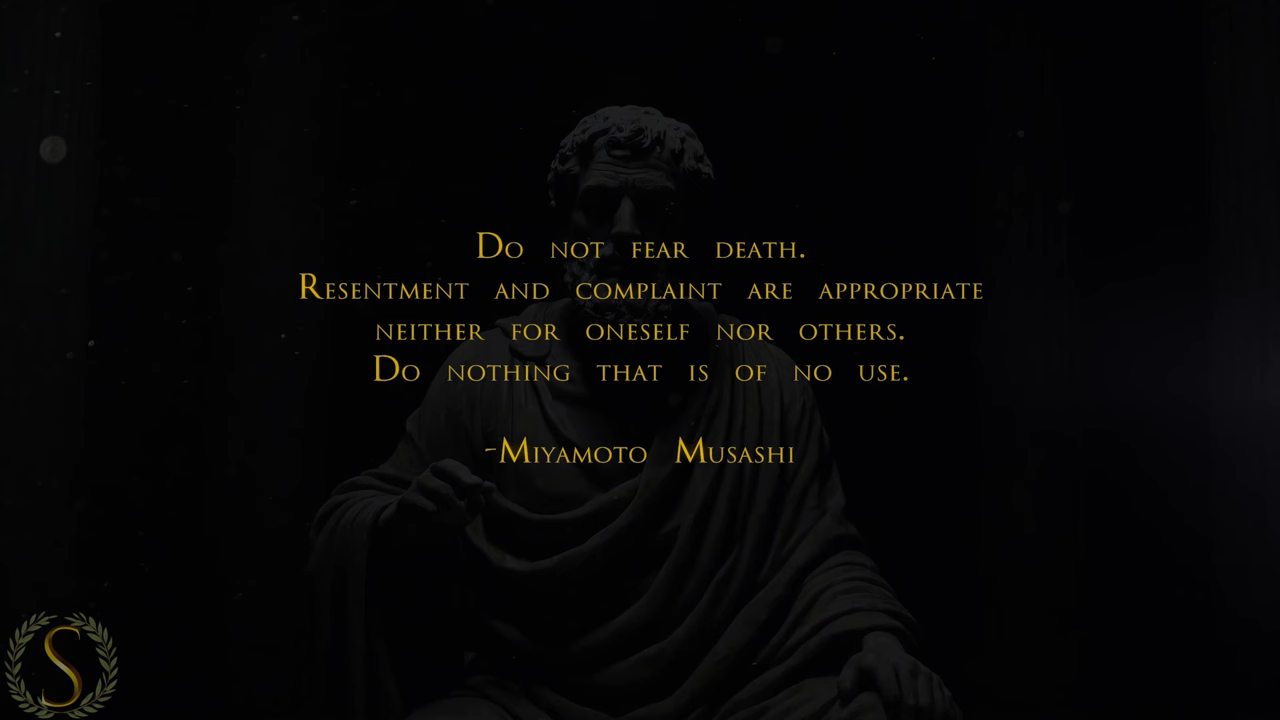 Do not fear death.
Resentment and complaint are appropriate
neither for oneself nor others.
Do nothing that is of no use.
-Miyamoto Musashi
S